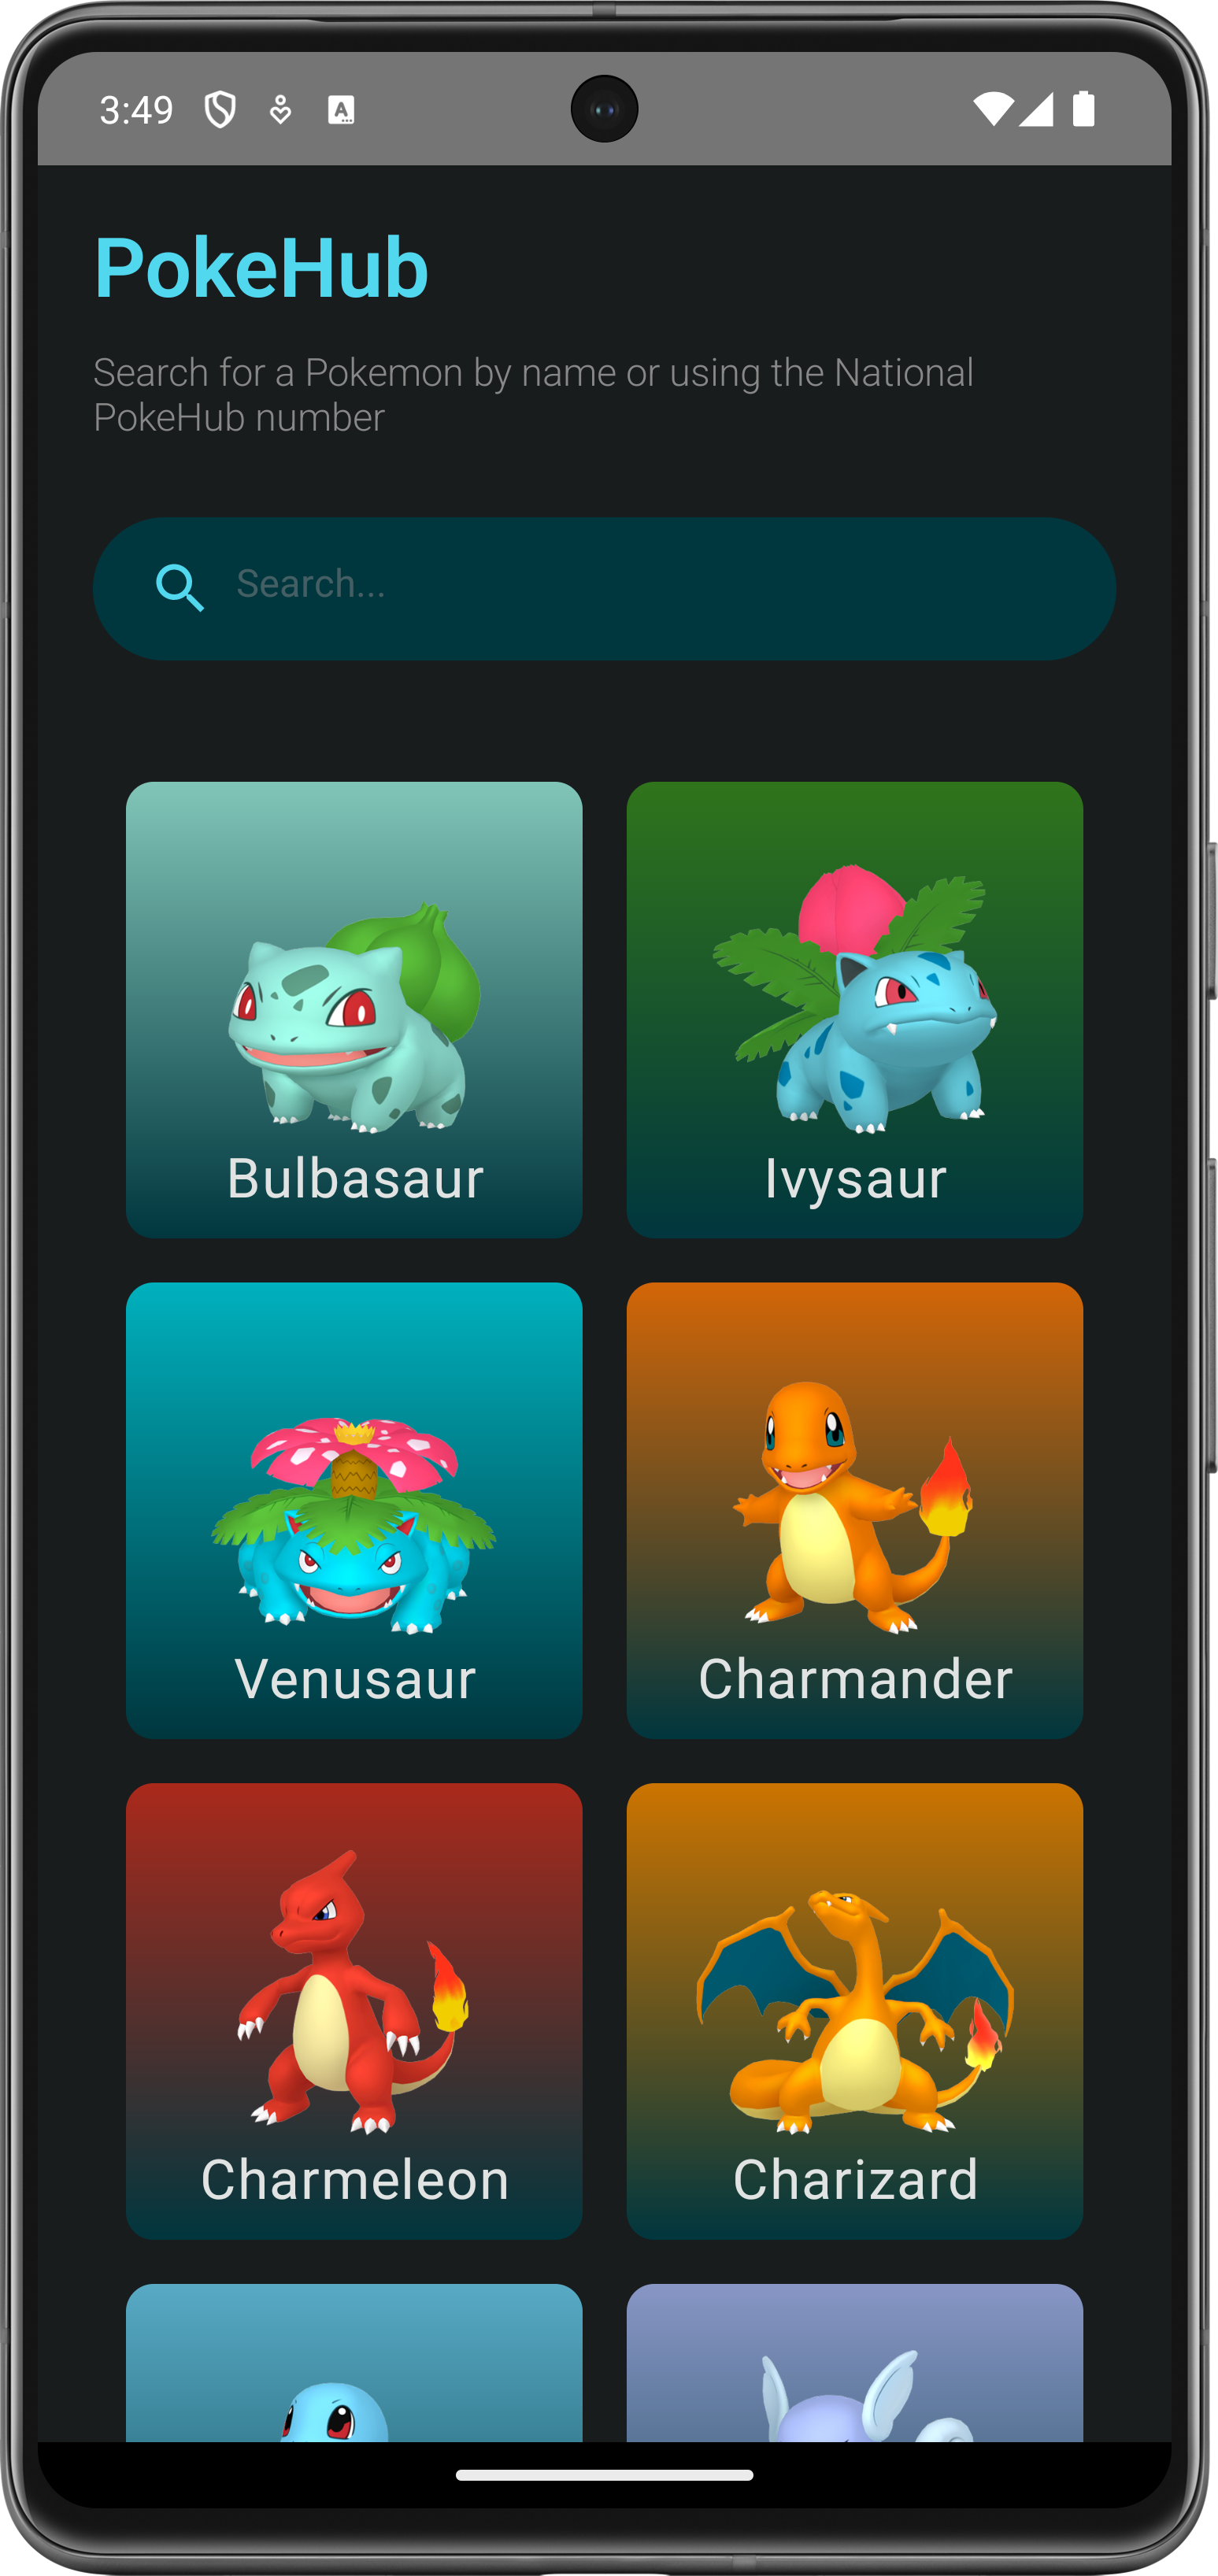 3:49
A
PokeHub
Search for a Pokemon by name or using the National
PokeHub number
Search...
Bulbasaur
Ivysaur
Venusaur
Charmander
Charmeleon
Charizard